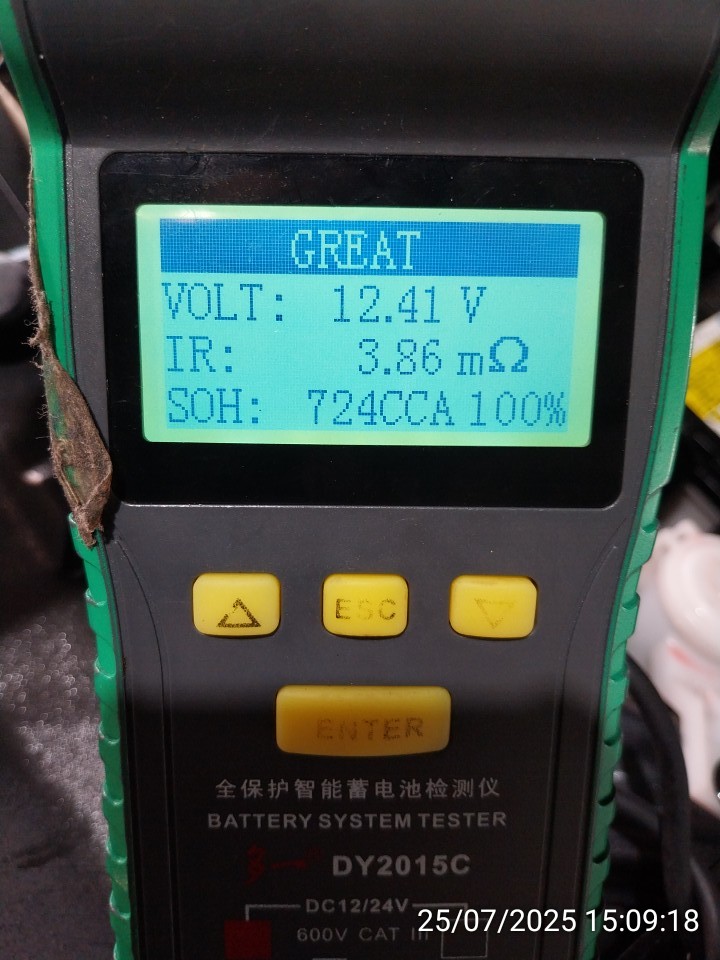 GREAT
VOLT: 12.41 V
IR: 3.86 mΩ
SOH: 724CCA 100%
ESC
ENTER
全保护智能蓄电池检测仪
BATTERY SYSTEM TESTER
DY2015C
DC12/24V
600V CAT III
25/07/2025 15:09:18